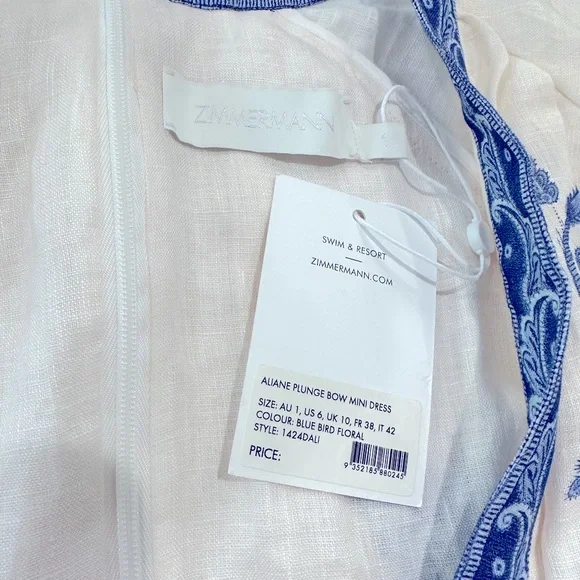 ZIMMERMANN
SWIM & RESORT
ZIMMERMANN.COM
ALIANE PLUNGE BOW MINI DRESS
SIZE: AU 1, US 6, UK 10, FR 38, IT 42
COLOUR: BLUE BIRD FLORAL
STYLE: 1424DALI
PRICE:
9 352185 880245